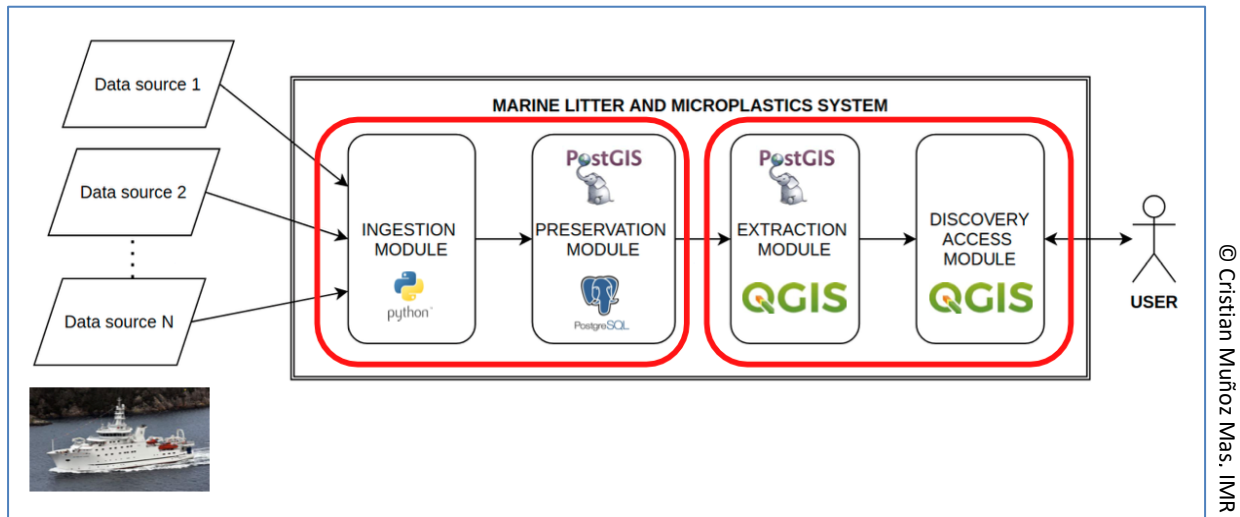 Data source 1
Data source 2
Data source N
MARINE LITTER AND MICROPLASTICS SYSTEM
INGESTION
MODULE
python
PostGIS
PRESERVATION
MODULE
PostgreSQL
PostGIS
EXTRACTION
MODULE
QGIS
DISCOVERY
ACCESS
MODULE
QGIS
USER
© Cristian Muñoz Mas. IMR